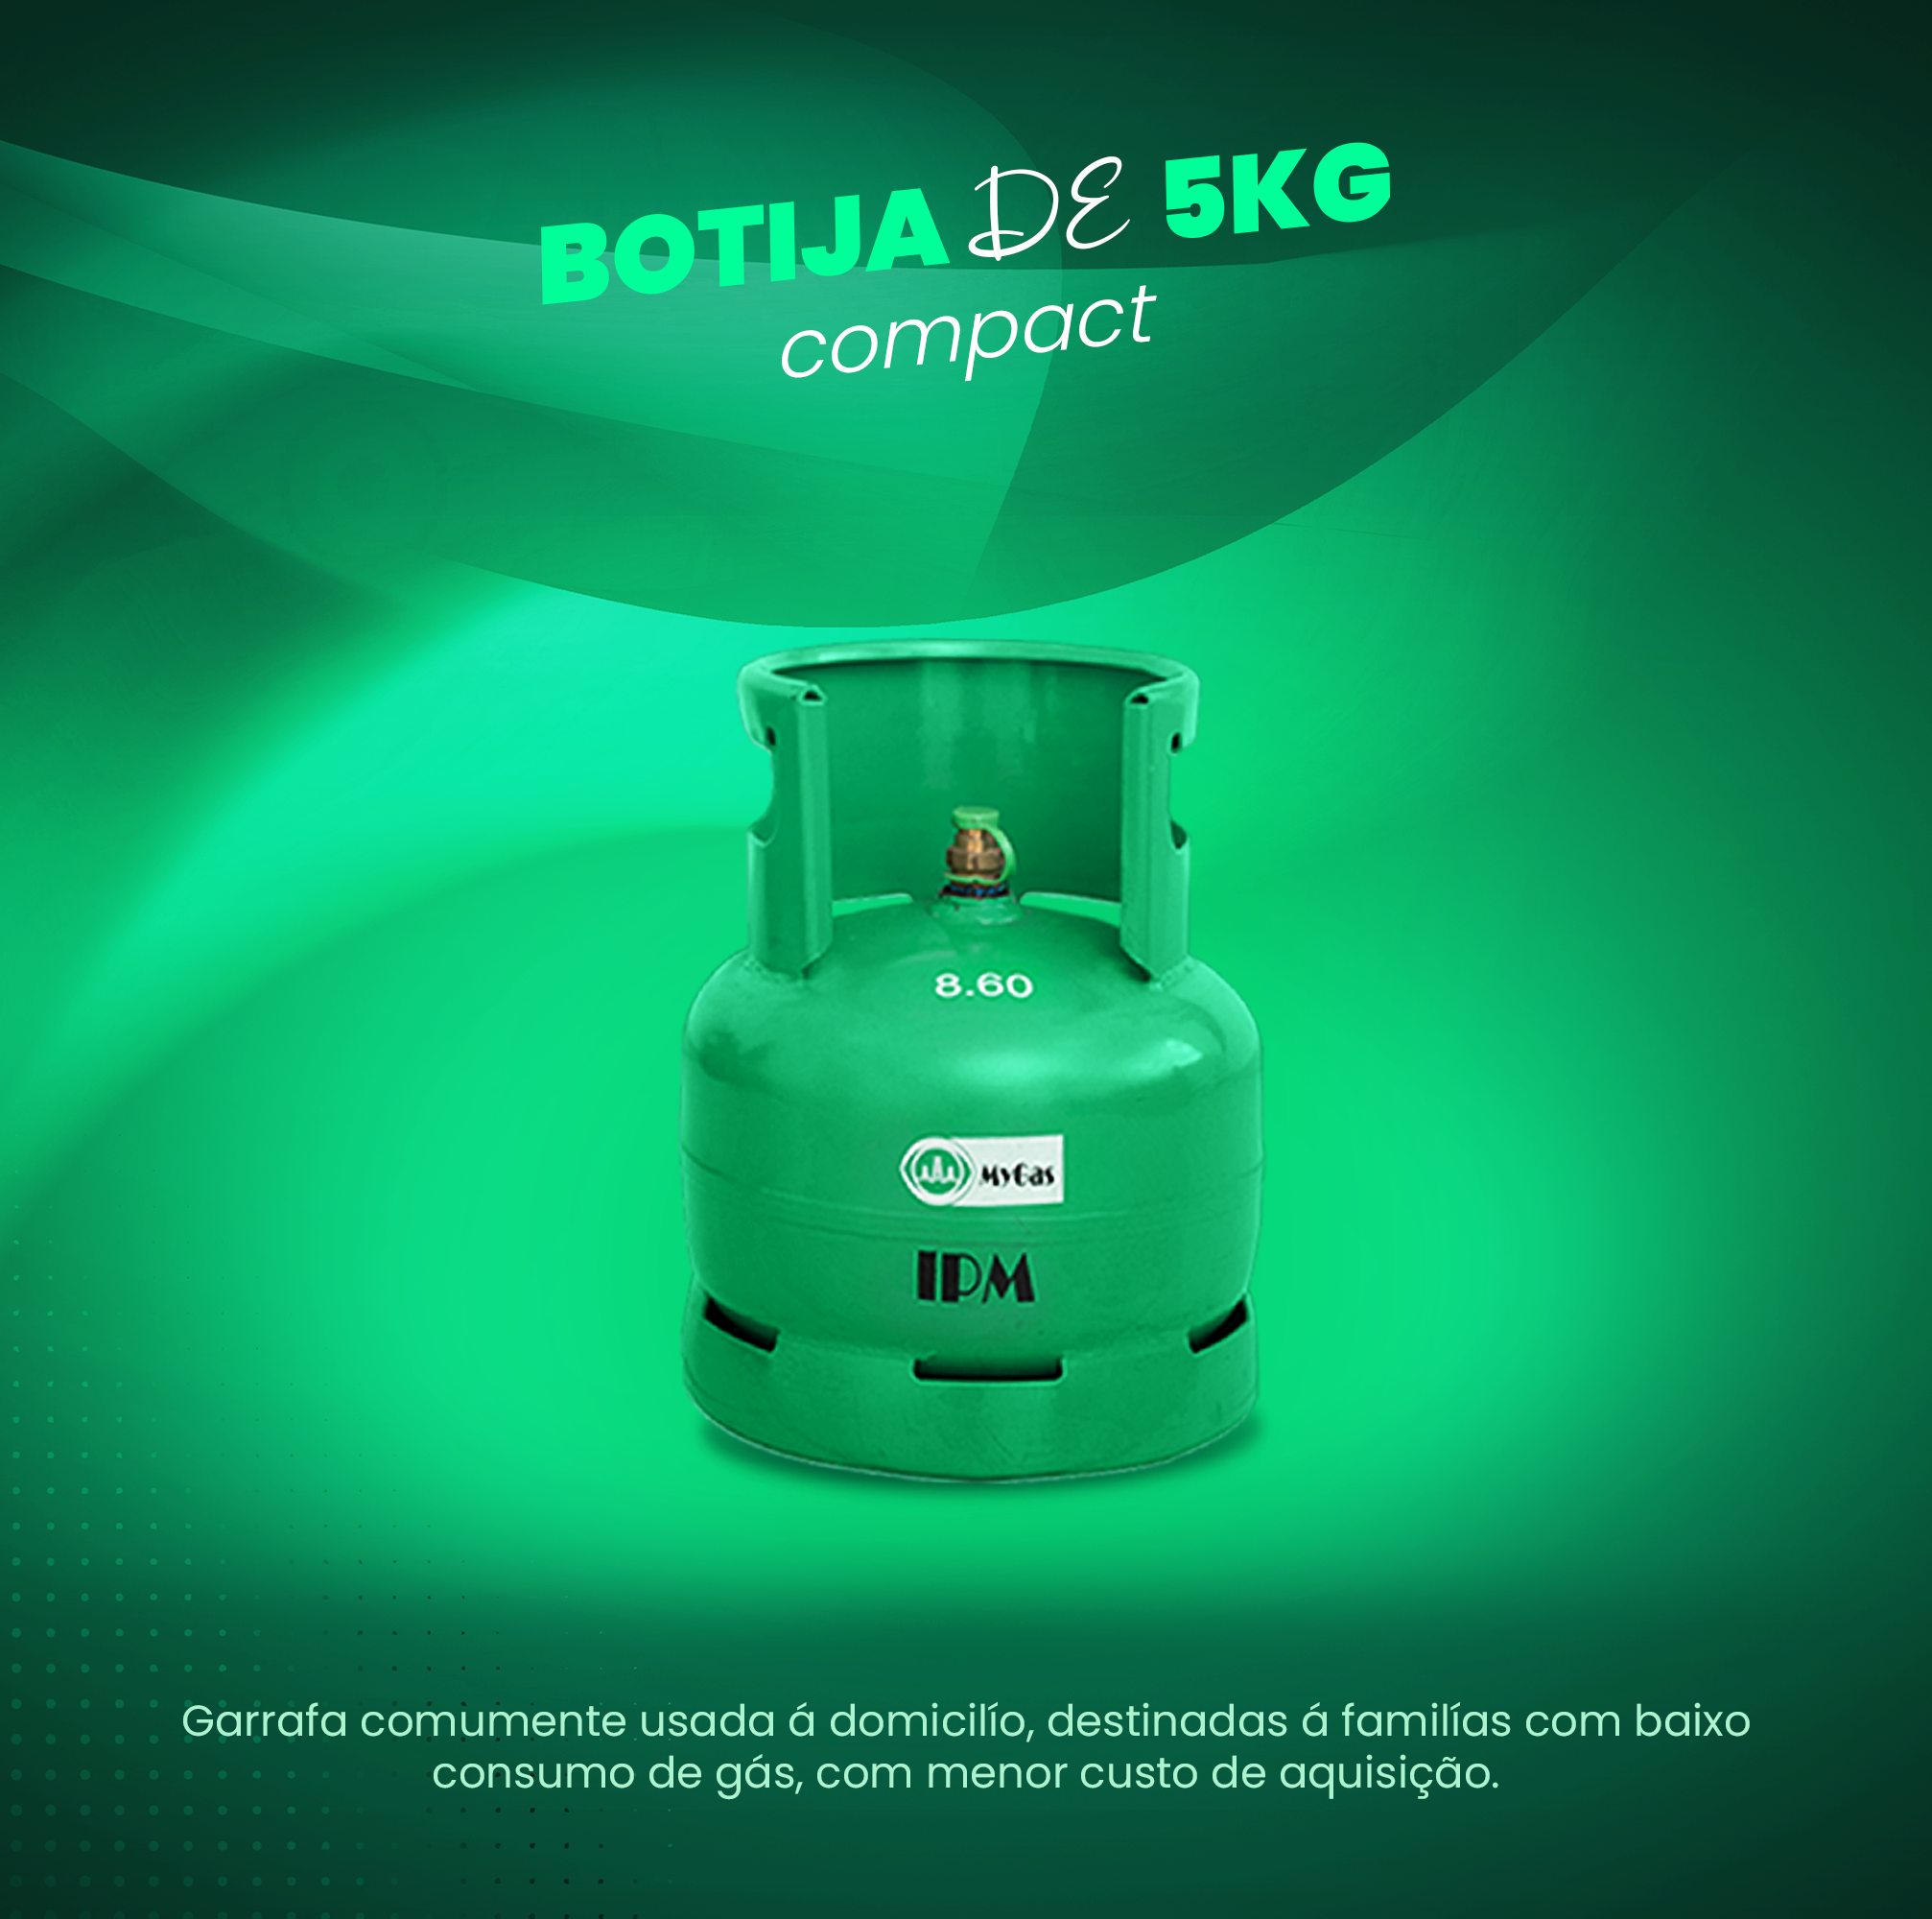 BOTIJA DE 5KG
compact
8.60
MyGas
IPM
Garrafa comumente usada á domicilío, destinadas á familías com baixo
consumo de gás, com menor custo de aquisição.